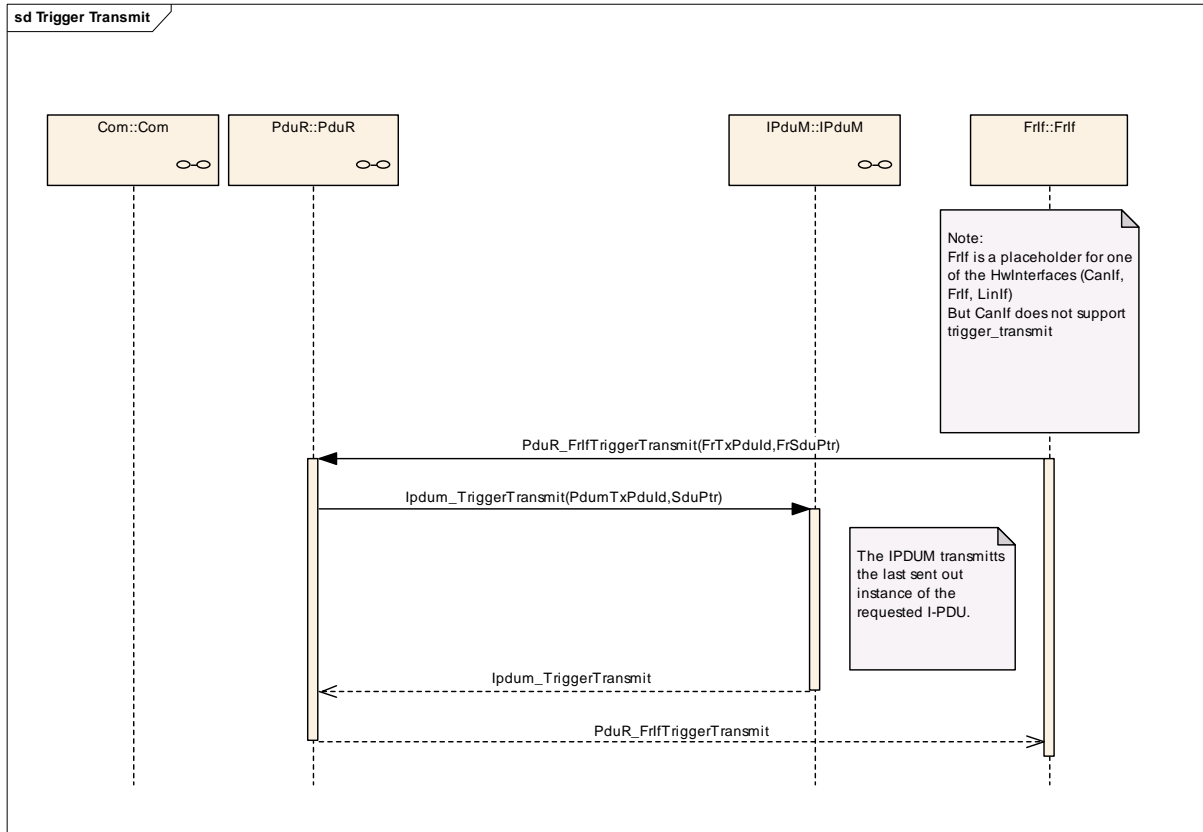 sd Trigger Transmit
Com::Com
PduR::PduR
IPduM::IPduM
FrIf::FrIf
Note:
FrIf is a placeholder for one
of the HwInterfaces (CanIf,
FrIf, LinIf)
But CanIf does not support
trigger_transmit
PduR_FrIfTriggerTransmit(FrTxPduId,FrSduPtr)
Ipdum_TriggerTransmit(PdumTxPduId,SduPtr)
The IPDUM transmitts
the last sent out
instance of the
requested I-PDU.
Ipdum_TriggerTransmit
PduR_FrIfTriggerTransmit